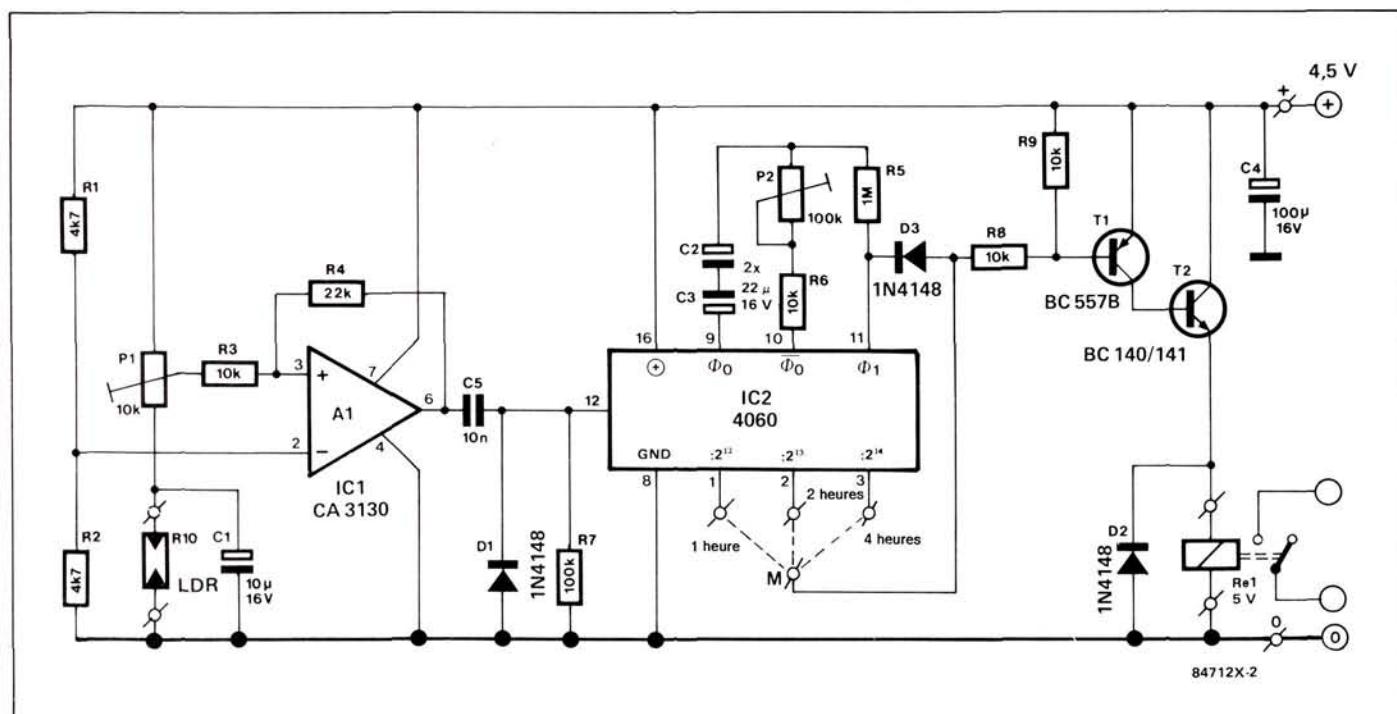 4,5 V
+
+
R1
4k7
R2
4k7
P1
10k
R3
10k
R4
22k
3
+
7
A1
6
2
−
4
IC1
CA 3130
R10
LDR
C1
10µ
16V
C5
10n
D1
1N4148
R7
100k
12
C2
2x
22 µ
16 V
C3
P2
100k
R6
10k
R5
1M
D3
1N4148
R8
10k
R9
10k
T1
BC 557B
T2
BC 140/141
C4
100µ
16V
16
9
10
11
+
Φ0
Φ̅0̅
Φ1
IC2
4060
GND
:2¹²
:2¹³
:2¹⁴
8
1
2
3
2 heures
1 heure
4 heures
M
D2
1N4148
Re1
5 V
0
0
84712X-2